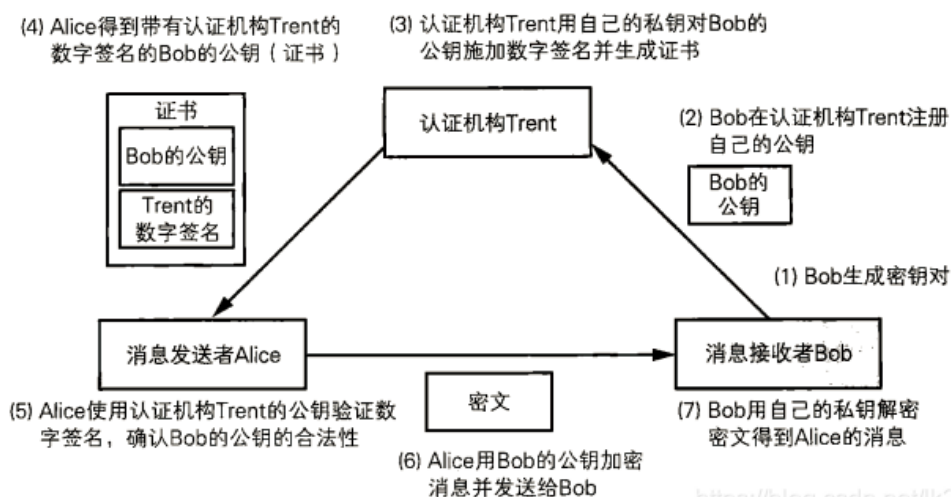 (4) Alice得到带有认证机构Trent的
数字签名的Bob的公钥（证书）
(3) 认证机构Trent用自己的私钥对Bob的
公钥施加数字签名并生成证书
证书
Bob的公钥
Trent的
数字签名
认证机构Trent
(2) Bob在认证机构Trent注册
自己的公钥
Bob的
公钥
(1) Bob生成密钥对
消息发送者Alice
消息接收者Bob
(5) Alice使用认证机构Trent的公钥验证数
字签名，确认Bob的公钥的合法性
密文
(7) Bob用自己的私钥解密
密文得到Alice的消息
(6) Alice用Bob的公钥加密
消息并发送给Bob